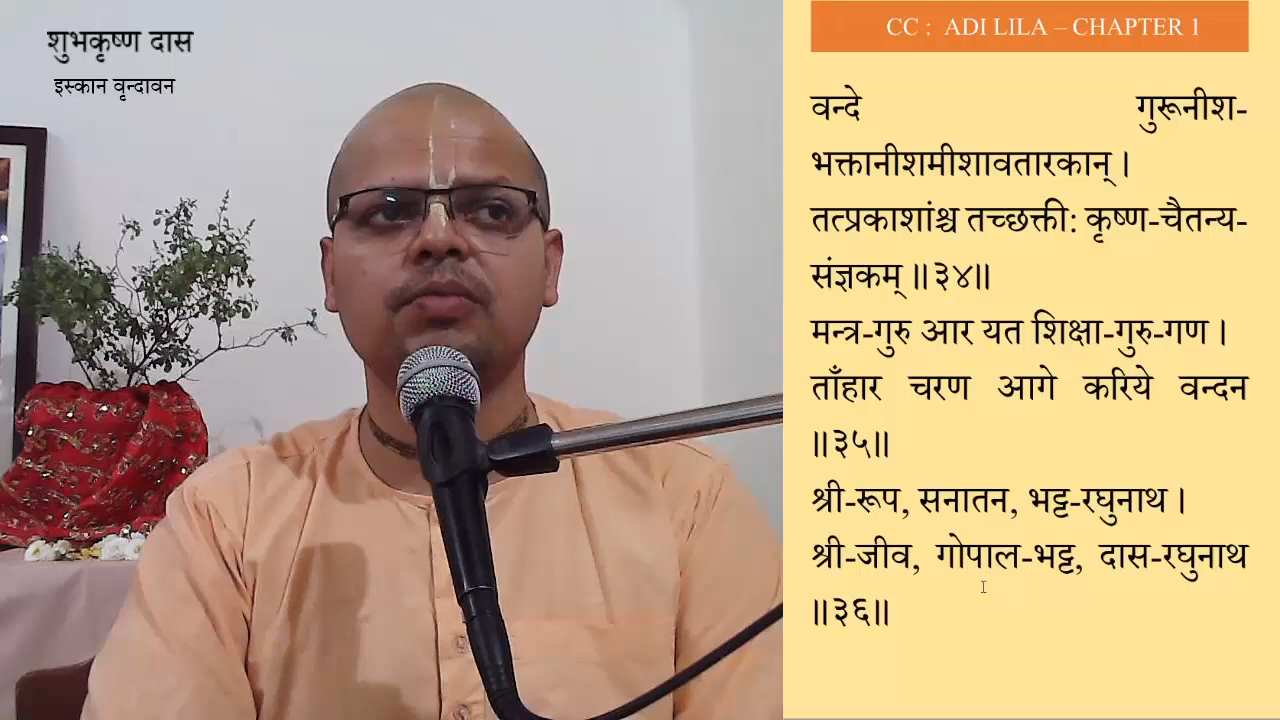 शुभकृष्ण दास
इस्कान वृन्दावन
CC : ADI LILA – CHAPTER 1
वन्दे गुरूनीश-
भक्तानीशमीशावतारकान् ।
तत्प्रकाशांश्च तच्छक्ती: कृष्ण-चैतन्य-
संज्ञकम् ॥३४॥
मन्त्र-गुरु आर यत शिक्षा-गुरु-गण ।
ताँहार चरण आगे करिये वन्दन
॥३५॥
श्री-रूप, सनातन, भट्ट-रघुनाथ ।
श्री-जीव, गोपाल-भट्ट, दास-रघुनाथ
॥३६॥